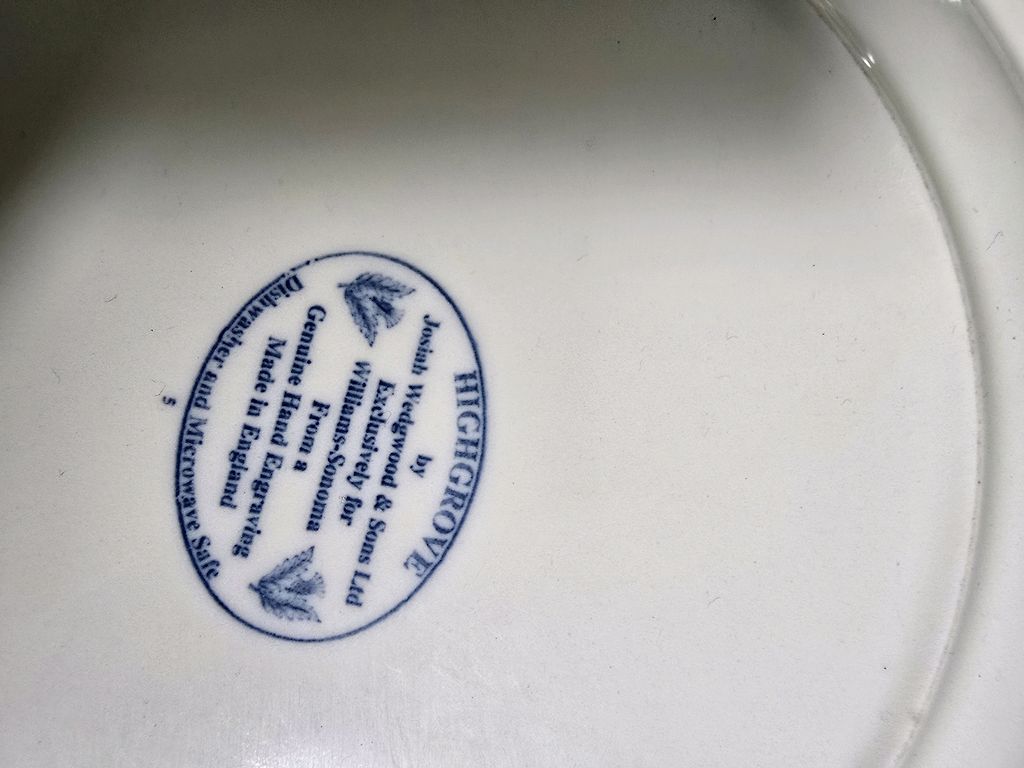 HIGHGROVE
by
Josiah Wedgwood & Sons Ltd
Exclusively for
Williams-Sonoma
From a
Genuine Hand Engraving
Made in England
Dishwasher and Microwave Safe
5